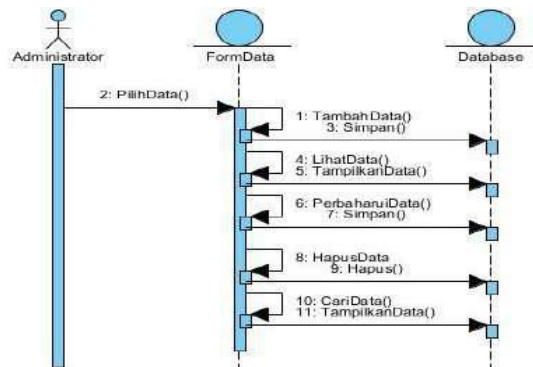 Administrator
FormData
Database
2: PilihData()
1: TambahData()
3: Simpan()
4: LihatData()
5: TampilkanData()
6: PerbaharuiData()
7: Simpan()
8: HapusData
9: Hapus()
10: CariData()
11: TampilkanData()